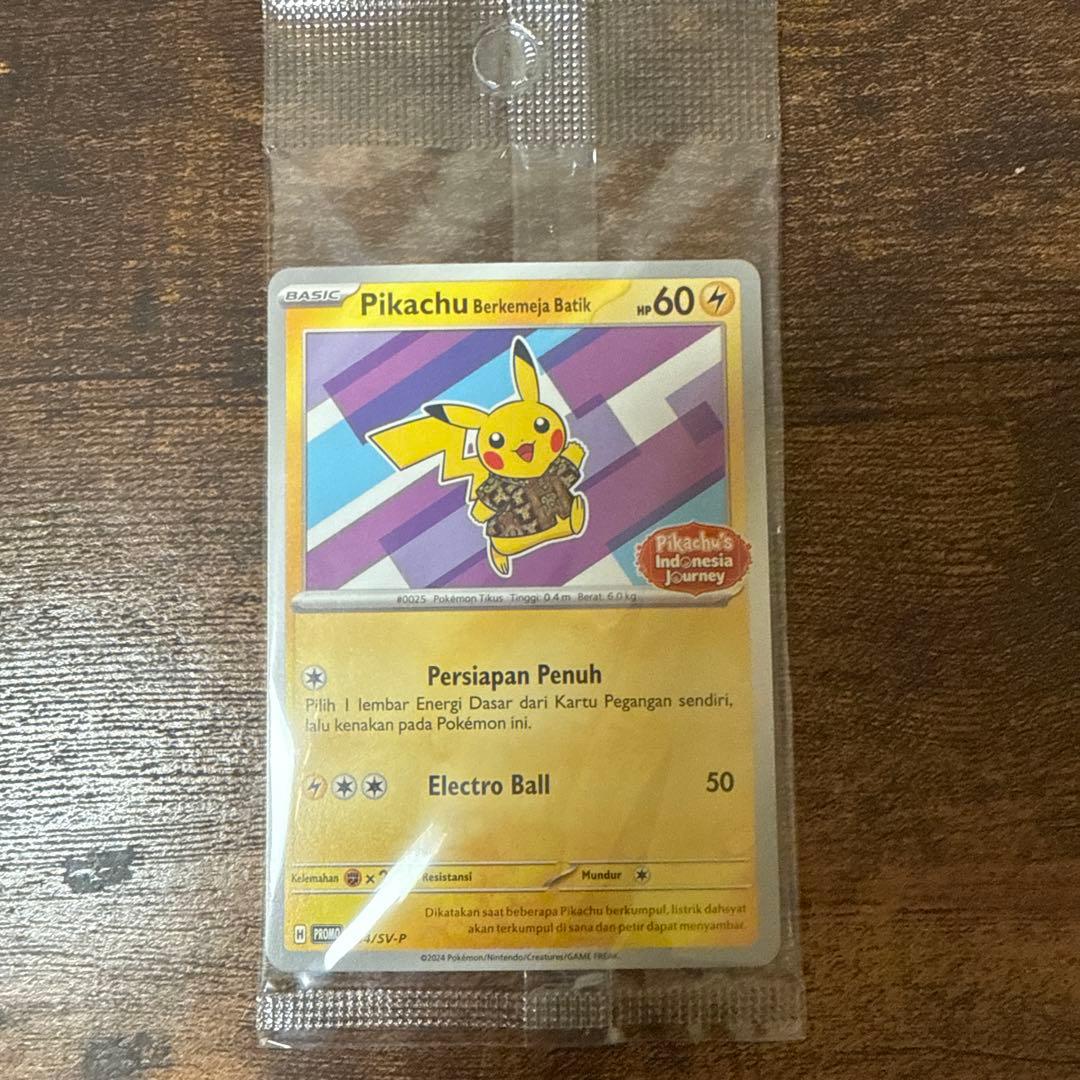 BASIC Pikachu Berkemeja Batik HP 60
Pikachu's
Indonesia
Journey
#0025 Pokémon Tikus Tinggi: 0.4 m Berat: 6.0 kg
Persiapan Penuh
Pilih 1 lembar Energi Dasar dari Kartu Pegangan sendiri,
lalu kenakan pada Pokémon ini.
Electro Ball 50
Kelemahan × Resistansi Mundur
Dikatakan saat beberapa Pikachu berkumpul, listrik dahsyat
akan terkumpul di sana dan petir dapat menyambar.
H PROMO /SV-P
©2024 Pokémon/Nintendo/Creatures/GAME FREAK.